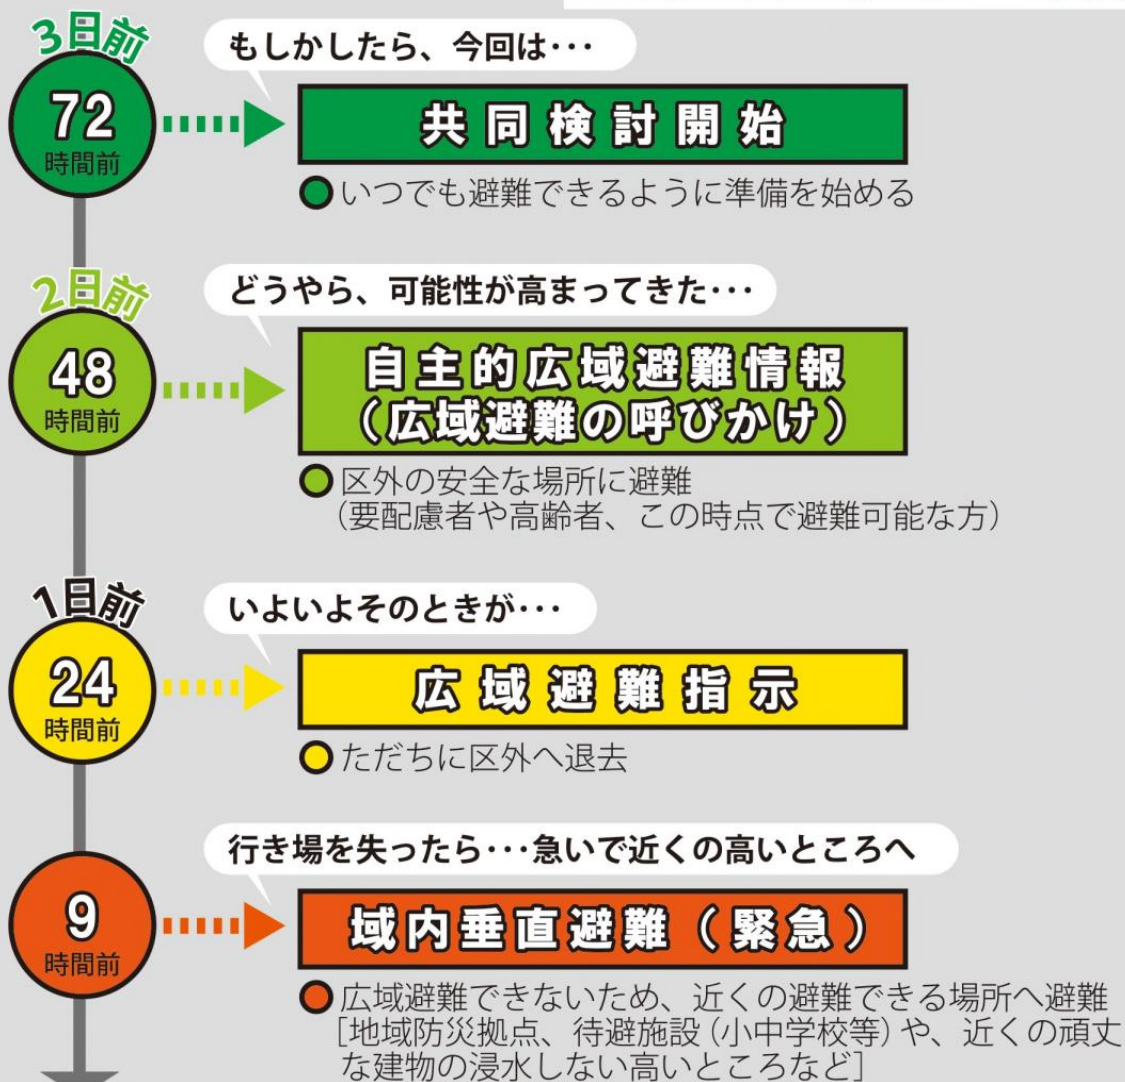 3日前
もしかしたら、今回は・・・
72
時間前
共同検討開始
●いつでも避難できるように準備を始める
2日前
どうやら、可能性が高まってきた・・・
48
時間前
自主的広域避難情報
（広域避難の呼びかけ）
●区外の安全な場所に避難
（要配慮者や高齢者、この時点で避難可能な方）
1日前
いよいよそのときが・・・
24
時間前
広域避難指示
●ただちに区外へ退去
行き場を失ったら・・・急いで近くの高いところへ
9
時間前
域内垂直避難（緊急）
●広域避難できないため、近くの避難できる場所へ避難
［地域防災拠点、待避施設（小中学校等）や、近くの頑丈
な建物の浸水しない高いところなど］